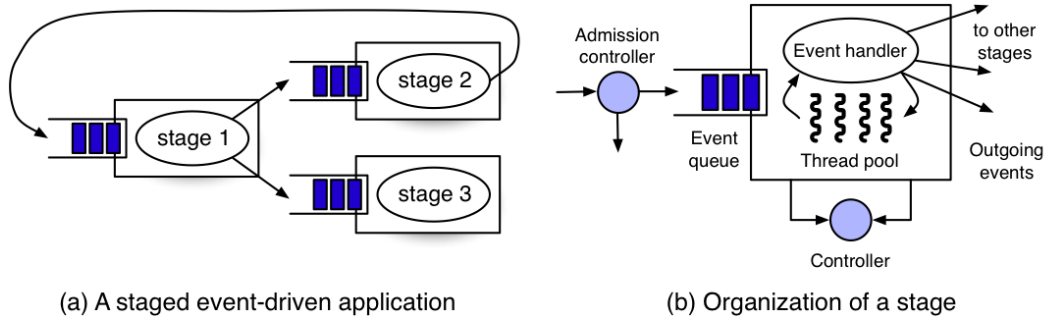 stage 1
stage 2
stage 3
(a) A staged event-driven application
Admission
controller
Event
queue
Event handler
Thread pool
to other
stages
Outgoing
events
Controller
(b) Organization of a stage